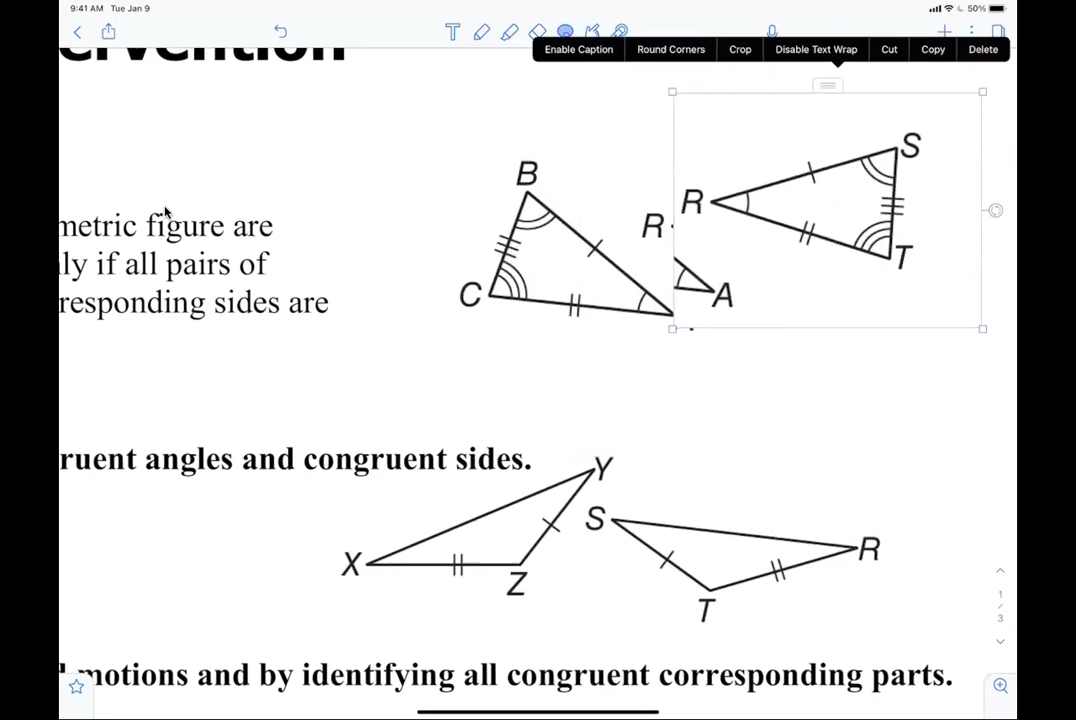 9:41 AM Tue Jan 9
50%
T
Enable Caption Round Corners Crop Disable Text Wrap Cut Copy Delete
B
S
R
R
metric figure are
ly if all pairs of
T
C
A
responding sides are
ruent angles and congruent sides.
Y
S
R
X
Z
T
1
/
3
motions and by identifying all congruent corresponding parts.